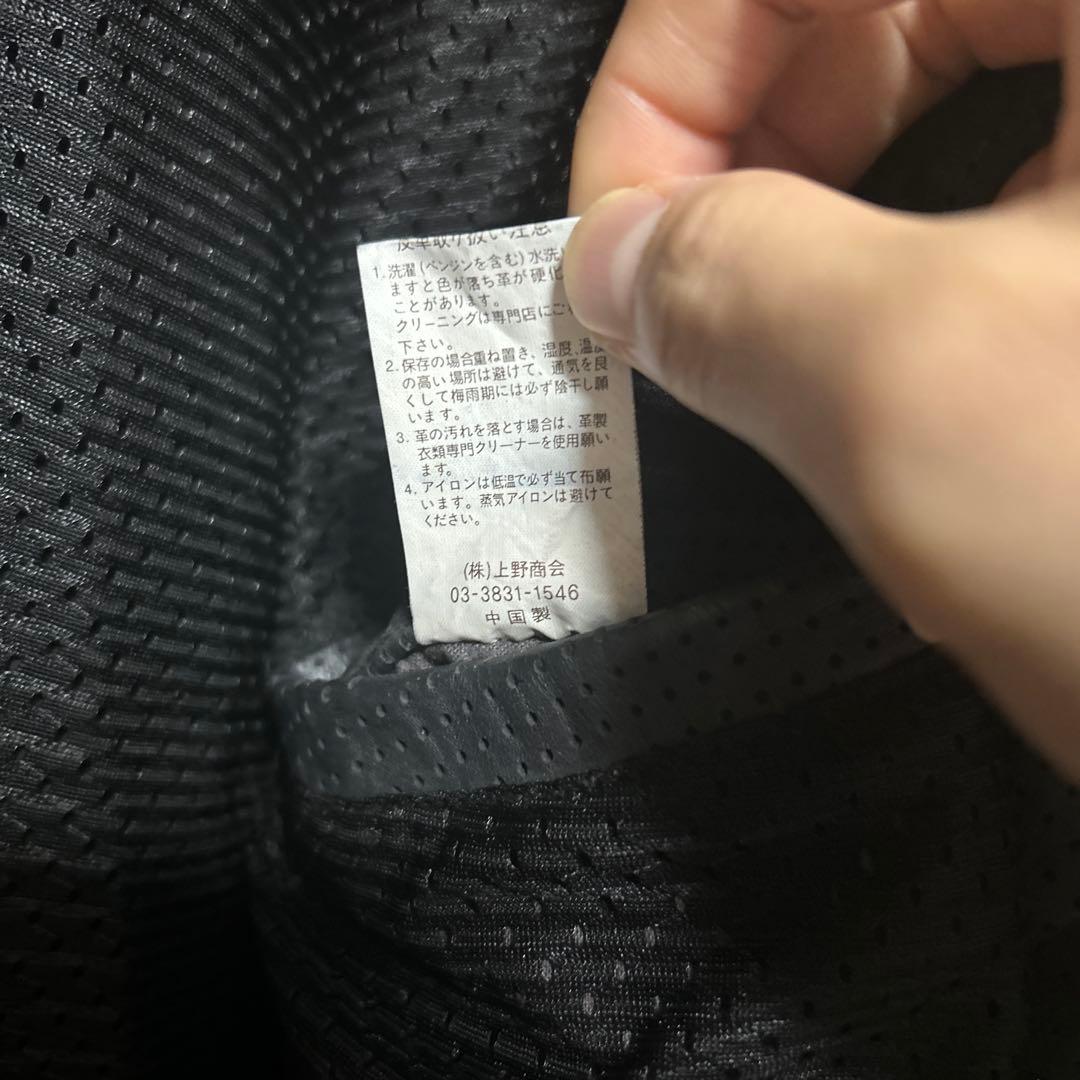 皮革取り扱い注意
1. 洗濯(ベンジンを含む)水洗い
ますと色が落ち革が硬化
ことがあります。
クリーニングは専門店にご
下さい。
2. 保存の場合重ね置き、湿度、温度
の高い場所は避けて、通気を良
くして梅雨期には必ず陰干し願
います。
3. 革の汚れを落とす場合は、革製
衣類専門クリーナーを使用願い
ます。
4. アイロンは低温で必ず当て布願
います。蒸気アイロンは避けて
ください。
(株)上野商会
03-3831-1546
中国製